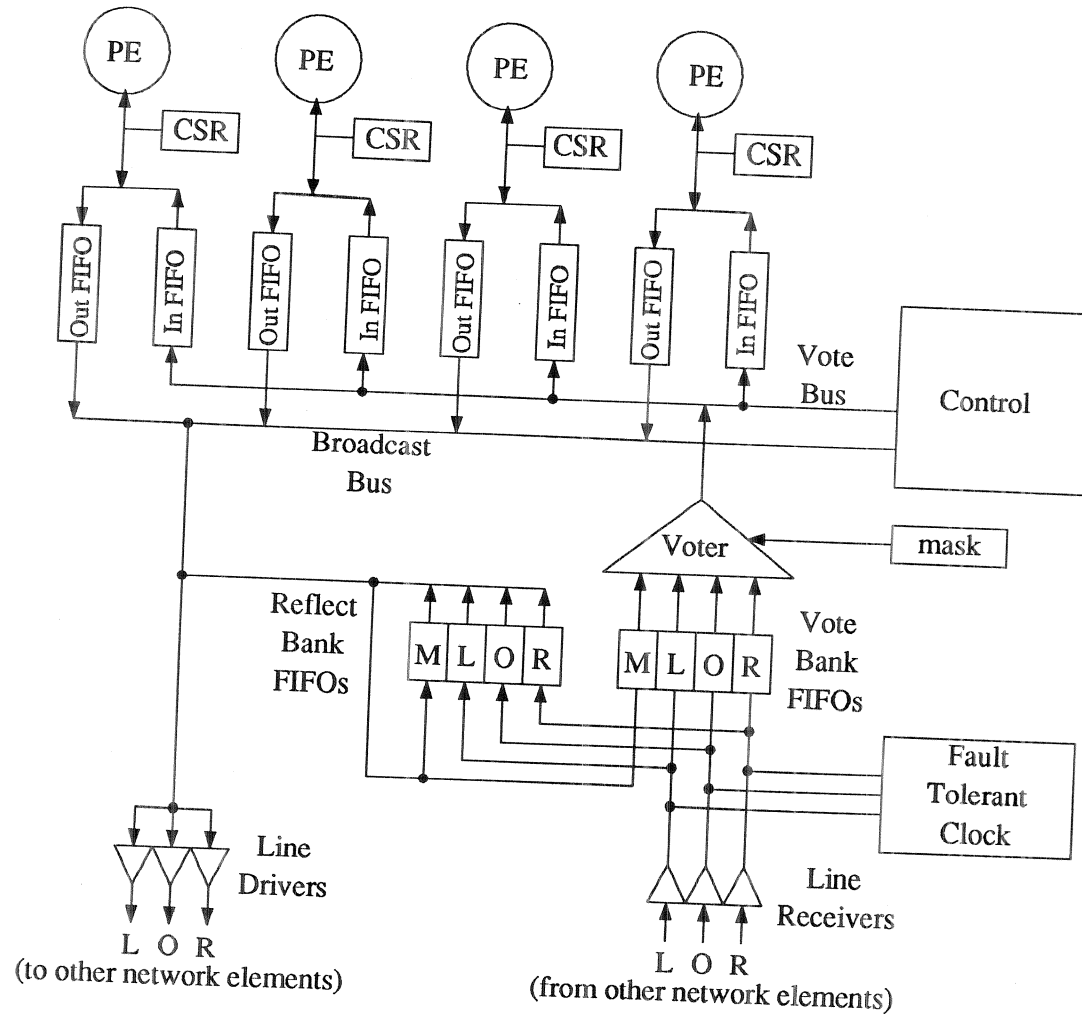 PE
PE
PE
PE
CSR
CSR
CSR
CSR
Out FIFO
In FIFO
Out FIFO
In FIFO
Out FIFO
In FIFO
Out FIFO
In FIFO
Vote
Bus
Control
Broadcast
Bus
Voter
mask
Reflect
Bank
FIFOs
M L O R
M L O R
Vote
Bank
FIFOs
Fault
Tolerant
Clock
Line
Drivers
Line
Receivers
L O R
(to other network elements)
L O R
(from other network elements)